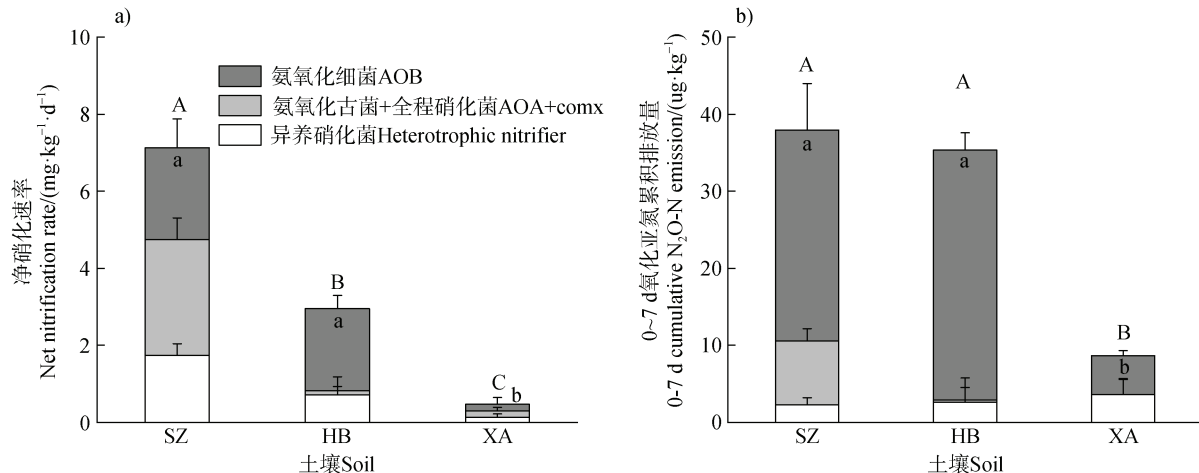 a)
净硝化速率
Net nitrification rate/(mg·kg⁻¹·d⁻¹)
10
8
6
4
2
0
氨氧化细菌AOB
氨氧化古菌+全程硝化菌AOA+comx
异养硝化菌Heterotrophic nitrifier
A
a
B
a
C
b
SZ
HB
XA
土壤Soil
b)
0~7 d氧化亚氮累积排放量
0-7 d cumulative N₂O-N emission/(ug·kg⁻¹)
50
40
30
20
10
0
A
a
A
a
B
b
SZ
HB
XA
土壤Soil